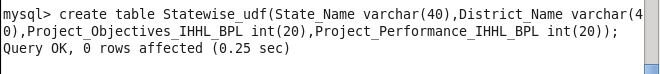 mysql> create table Statewise_udf(State_Name varchar(40),District_Name varchar(4
0),Project_Objectives_IHHL_BPL int(20),Project_Performance_IHHL_BPL int(20));
Query OK, 0 rows affected (0.25 sec)